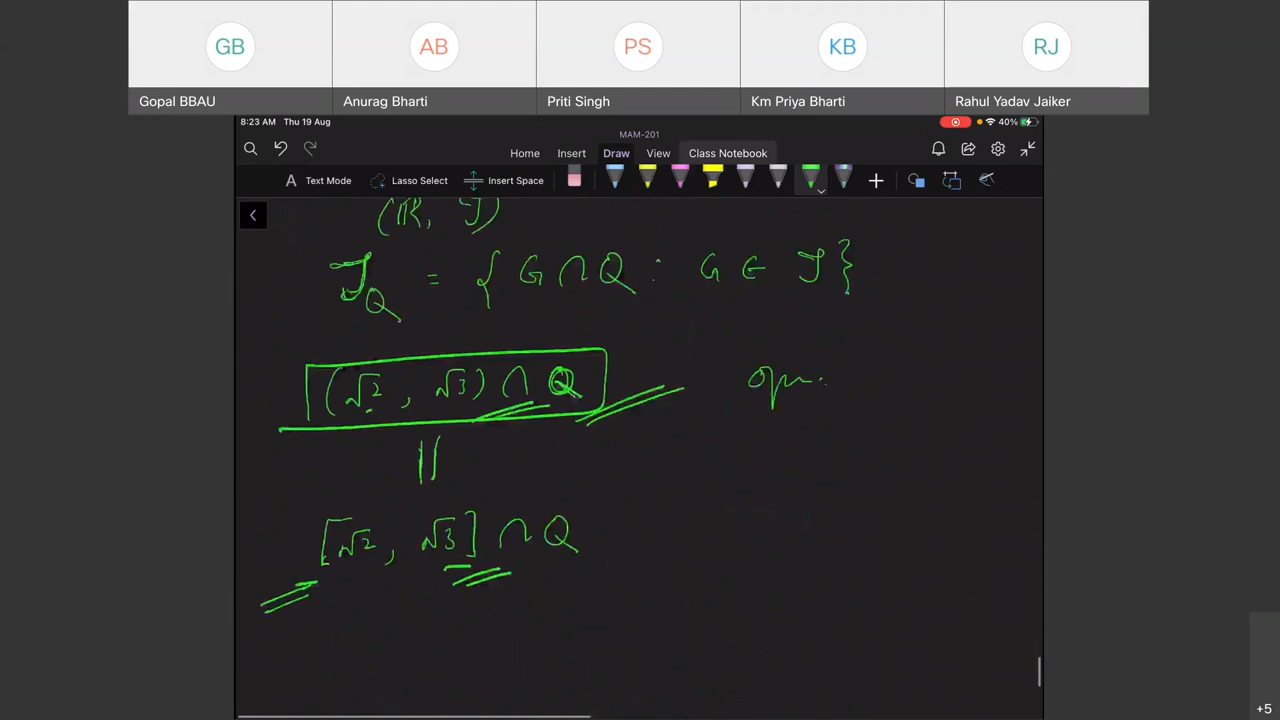 GB AB PS KB RJ
Gopal BBAU Anurag Bharti Priti Singh Km Priya Bharti Rahul Yadav Jaiker
8:23 AM Thu 19 Aug 40%
MAM-201
Home Insert Draw View Class Notebook
A Text Mode Lasso Select Insert Space
(ℝ, 𝒯)
𝒯_Q = { G ∩ Q : G ∈ 𝒯 }
(√2, √3) ∩ Q open.
||
[√2, √3] ∩ Q
+5